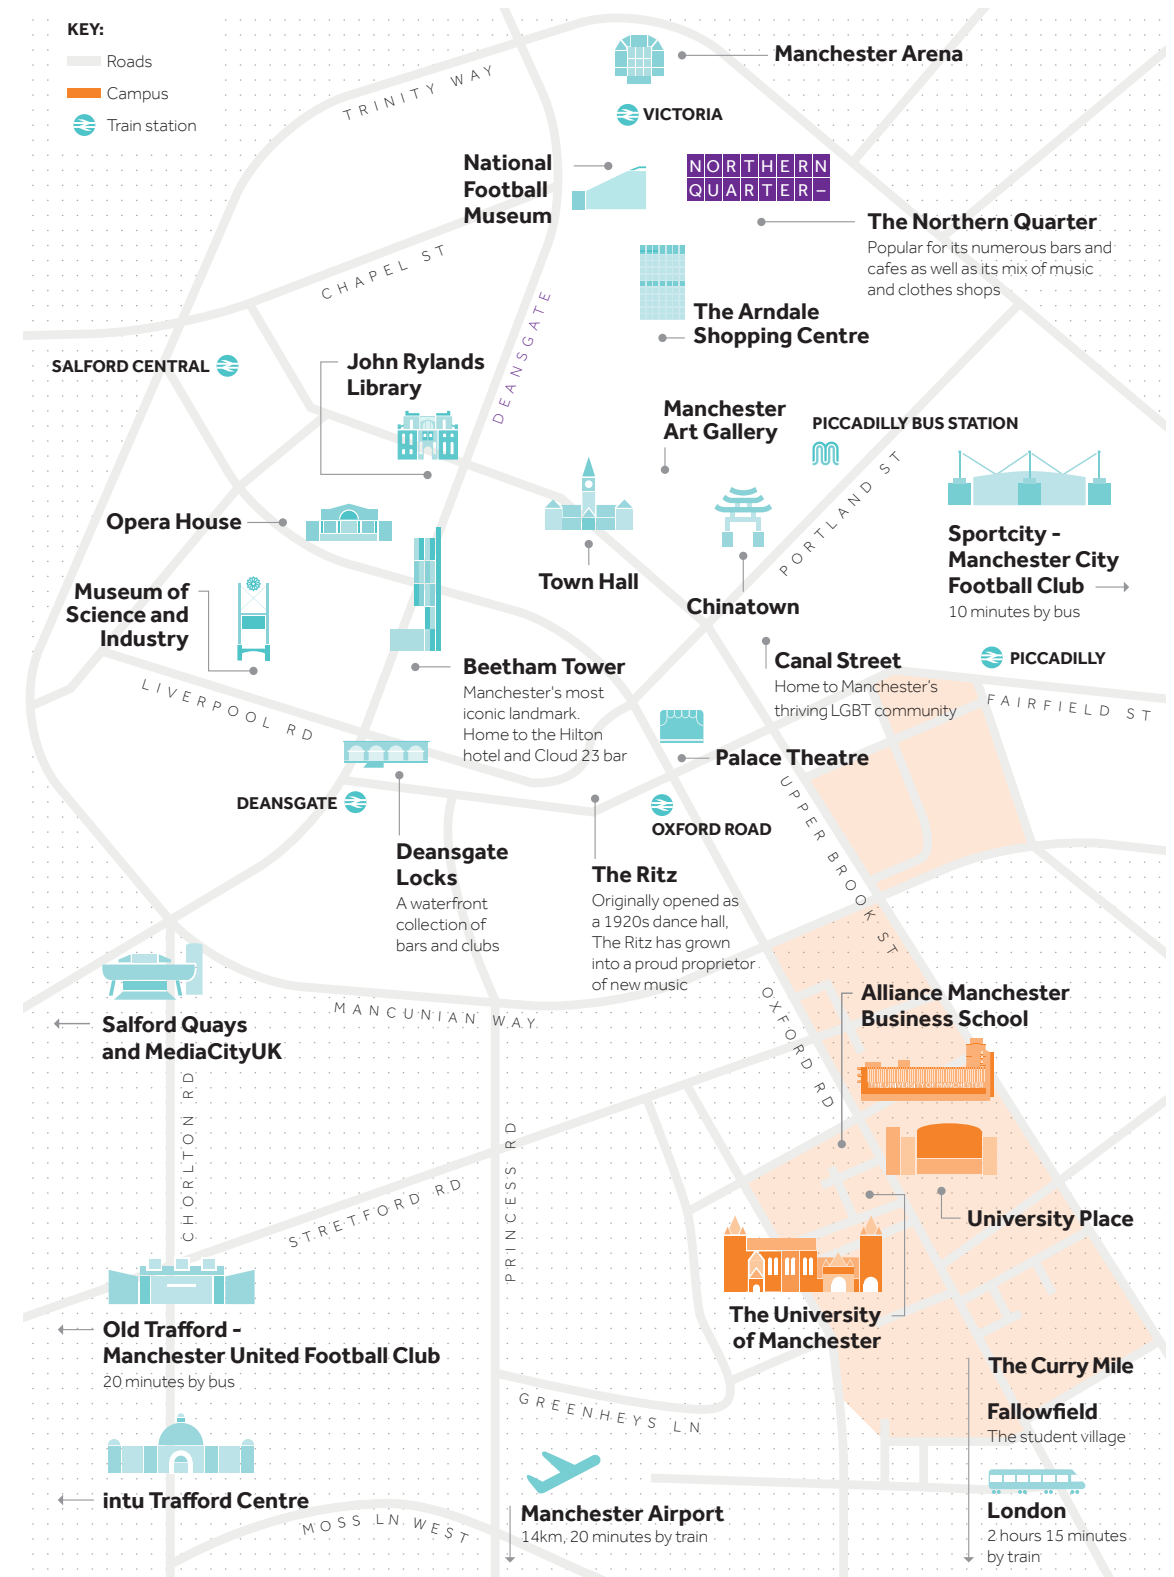 KEY:
Roads
Campus
Train station
TRINITY WAY
Manchester Arena
VICTORIA
National
Football
Museum
NORTHERN
QUARTER–
The Northern Quarter
Popular for its numerous bars and
cafes as well as its mix of music
and clothes shops
CHAPEL ST
DEANSGATE
The Arndale
Shopping Centre
SALFORD CENTRAL
John Rylands
Library
Manchester
Art Gallery
PICCADILLY BUS STATION
PORTLAND ST
Opera House
Sportcity -
Manchester City
Football Club
10 minutes by bus
Town Hall
Chinatown
Museum of
Science and
Industry
Beetham Tower
Manchester's most
iconic landmark.
Home to the Hilton
hotel and Cloud 23 bar
Canal Street
Home to Manchester's
thriving LGBT community
PICCADILLY
FAIRFIELD ST
LIVERPOOL RD
Palace Theatre
UPPER BROOK ST
DEANSGATE
OXFORD ROAD
Deansgate
Locks
A waterfront
collection of
bars and clubs
The Ritz
Originally opened as
a 1920s dance hall,
The Ritz has grown
into a proud proprietor
of new music
OXFORD RD
Alliance Manchester
Business School
THE UNIVERSITY OF MANCHESTER
MANCUNIAN WAY
Salford Quays
and MediaCityUK
CHORLTON RD
STRETFORD RD
PRINCESS RD
University Place
The University
of Manchester
Old Trafford -
Manchester United Football Club
20 minutes by bus
The Curry Mile
Fallowfield
The student village
GREENHEYS LN
intu Trafford Centre
MOSS LN WEST
Manchester Airport
14km, 20 minutes by train
London
2 hours 15 minutes
by train